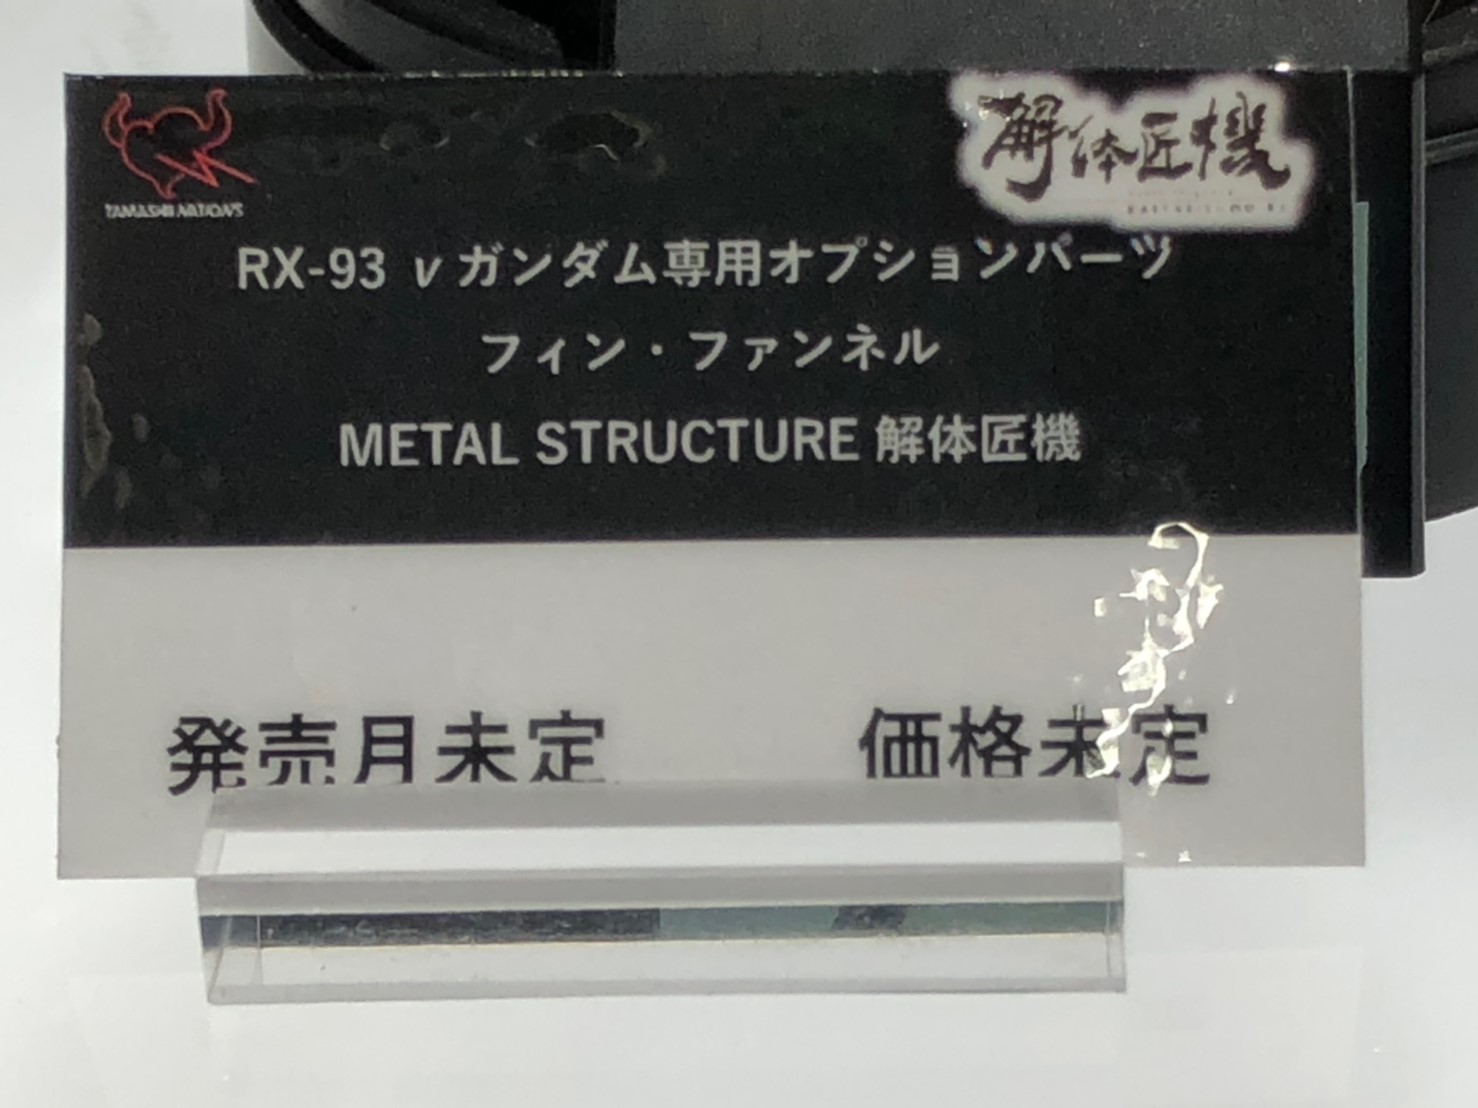 TAMASHII NATIONS
解体匠機
RX-93 νガンダム専用オプションパーツ
フィン・ファンネル
METAL STRUCTURE 解体匠機
発売月未定 価格未定